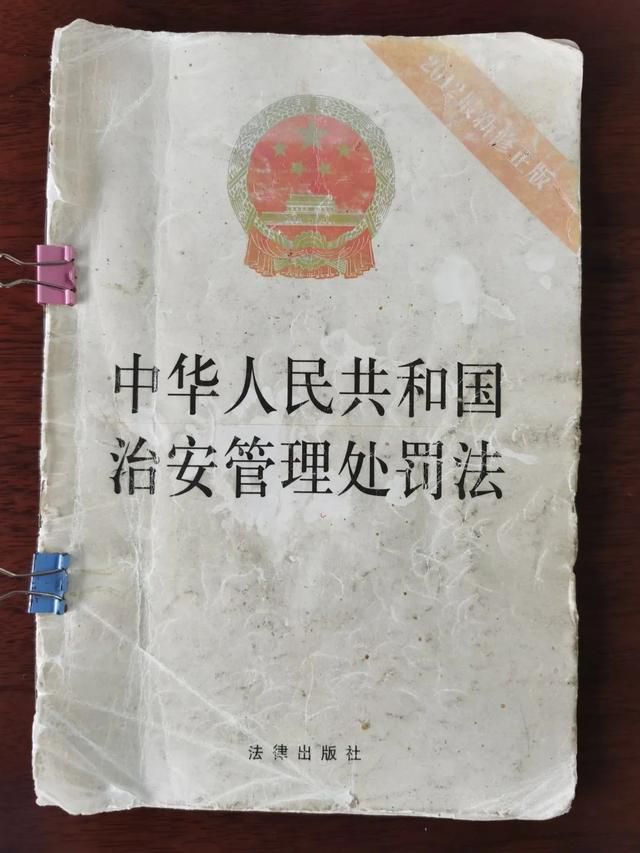 2012最新修正版
中华人民共和国
治安管理处罚法
法律出版社